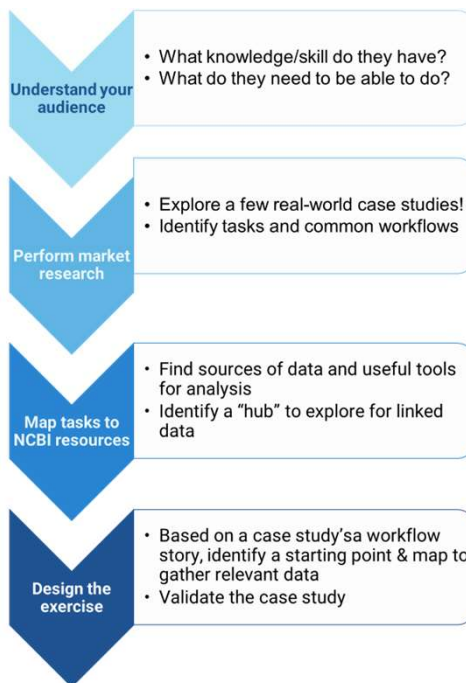 Understand your
audience
• What knowledge/skill do they have?
• What do they need to be able to do?
Perform market
research
• Explore a few real-world case studies!
• Identify tasks and common workflows
Map tasks to
NCBI resources
• Find sources of data and useful tools
for analysis
• Identify a “hub” to explore for linked
data
Design the
exercise
• Based on a case study’sa workflow
story, identify a starting point & map to
gather relevant data
• Validate the case study